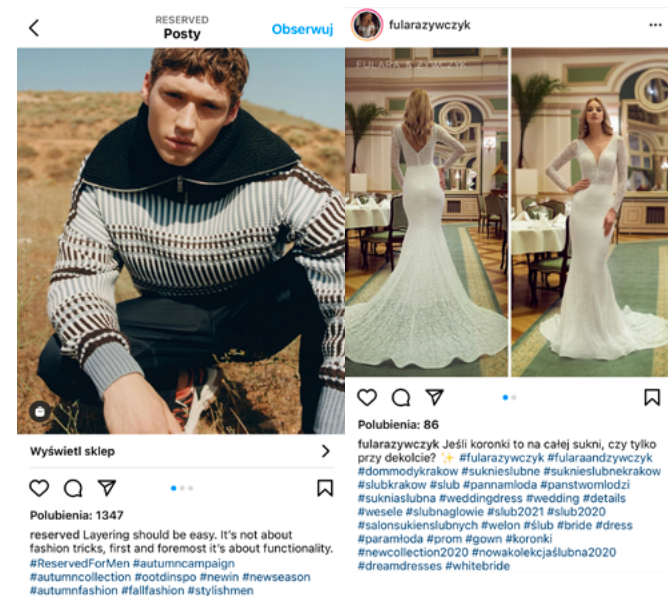 RESERVED
Posty
Obserwuj
Wyświetl sklep
Polubienia: 1347
reserved Layering should be easy. It's not about
fashion tricks, first and foremost it's about functionality.
#ReservedForMen #autumncampaign
#autumncollection #ootdinspo #newin #newseason
#autumnfashion #fallfashion #stylishmen
fularazywczyk
FULARA & ŻYWCZYK
Polubienia: 86
fularazywczyk Jeśli koronki to na całej sukni, czy tylko
przy dekolcie? ✨ #fularazywczyk #fularaandzywczyk
#dommodykrakow #suknieslubne #suknieslubnekrakow
#slubkrakow #slub #pannamloda #panstwomlodzi
#sukniaslubna #weddingdress #wedding #details
#wesele #slubnaglowie #slub2021 #slub2020
#salonsukienslubnych #welon #ślub #bride #dress
#paramłoda #prom #gown #koronki
#newcollection2020 #nowakolekcjaślubna2020
#dreamdresses #whitebride